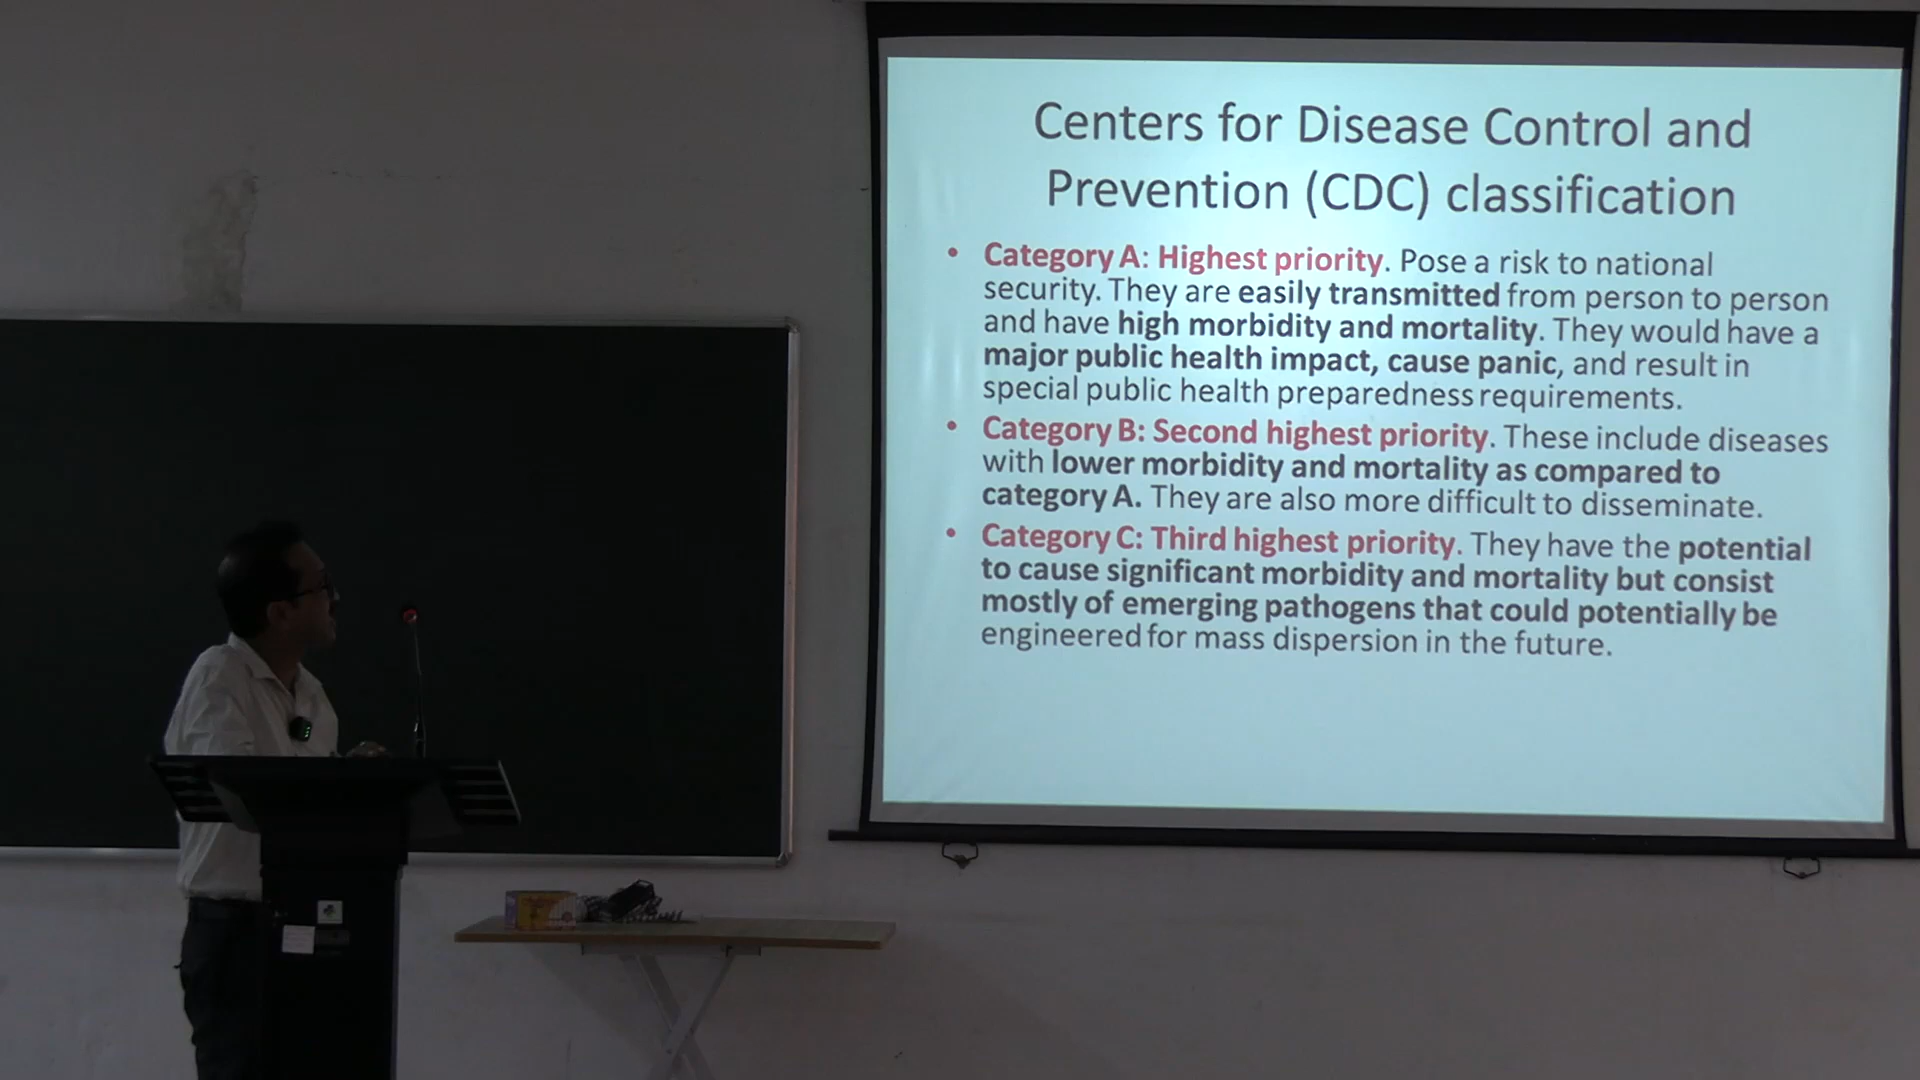 Centers for Disease Control and
Prevention (CDC) classification
• Category A: Highest priority. Pose a risk to national
security. They are easily transmitted from person to person
and have high morbidity and mortality. They would have a
major public health impact, cause panic, and result in
special public health preparedness requirements.
• Category B: Second highest priority. These include diseases
with lower morbidity and mortality as compared to
category A. They are also more difficult to disseminate.
• Category C: Third highest priority. They have the potential
to cause significant morbidity and mortality but consist
mostly of emerging pathogens that could potentially be
engineered for mass dispersion in the future.